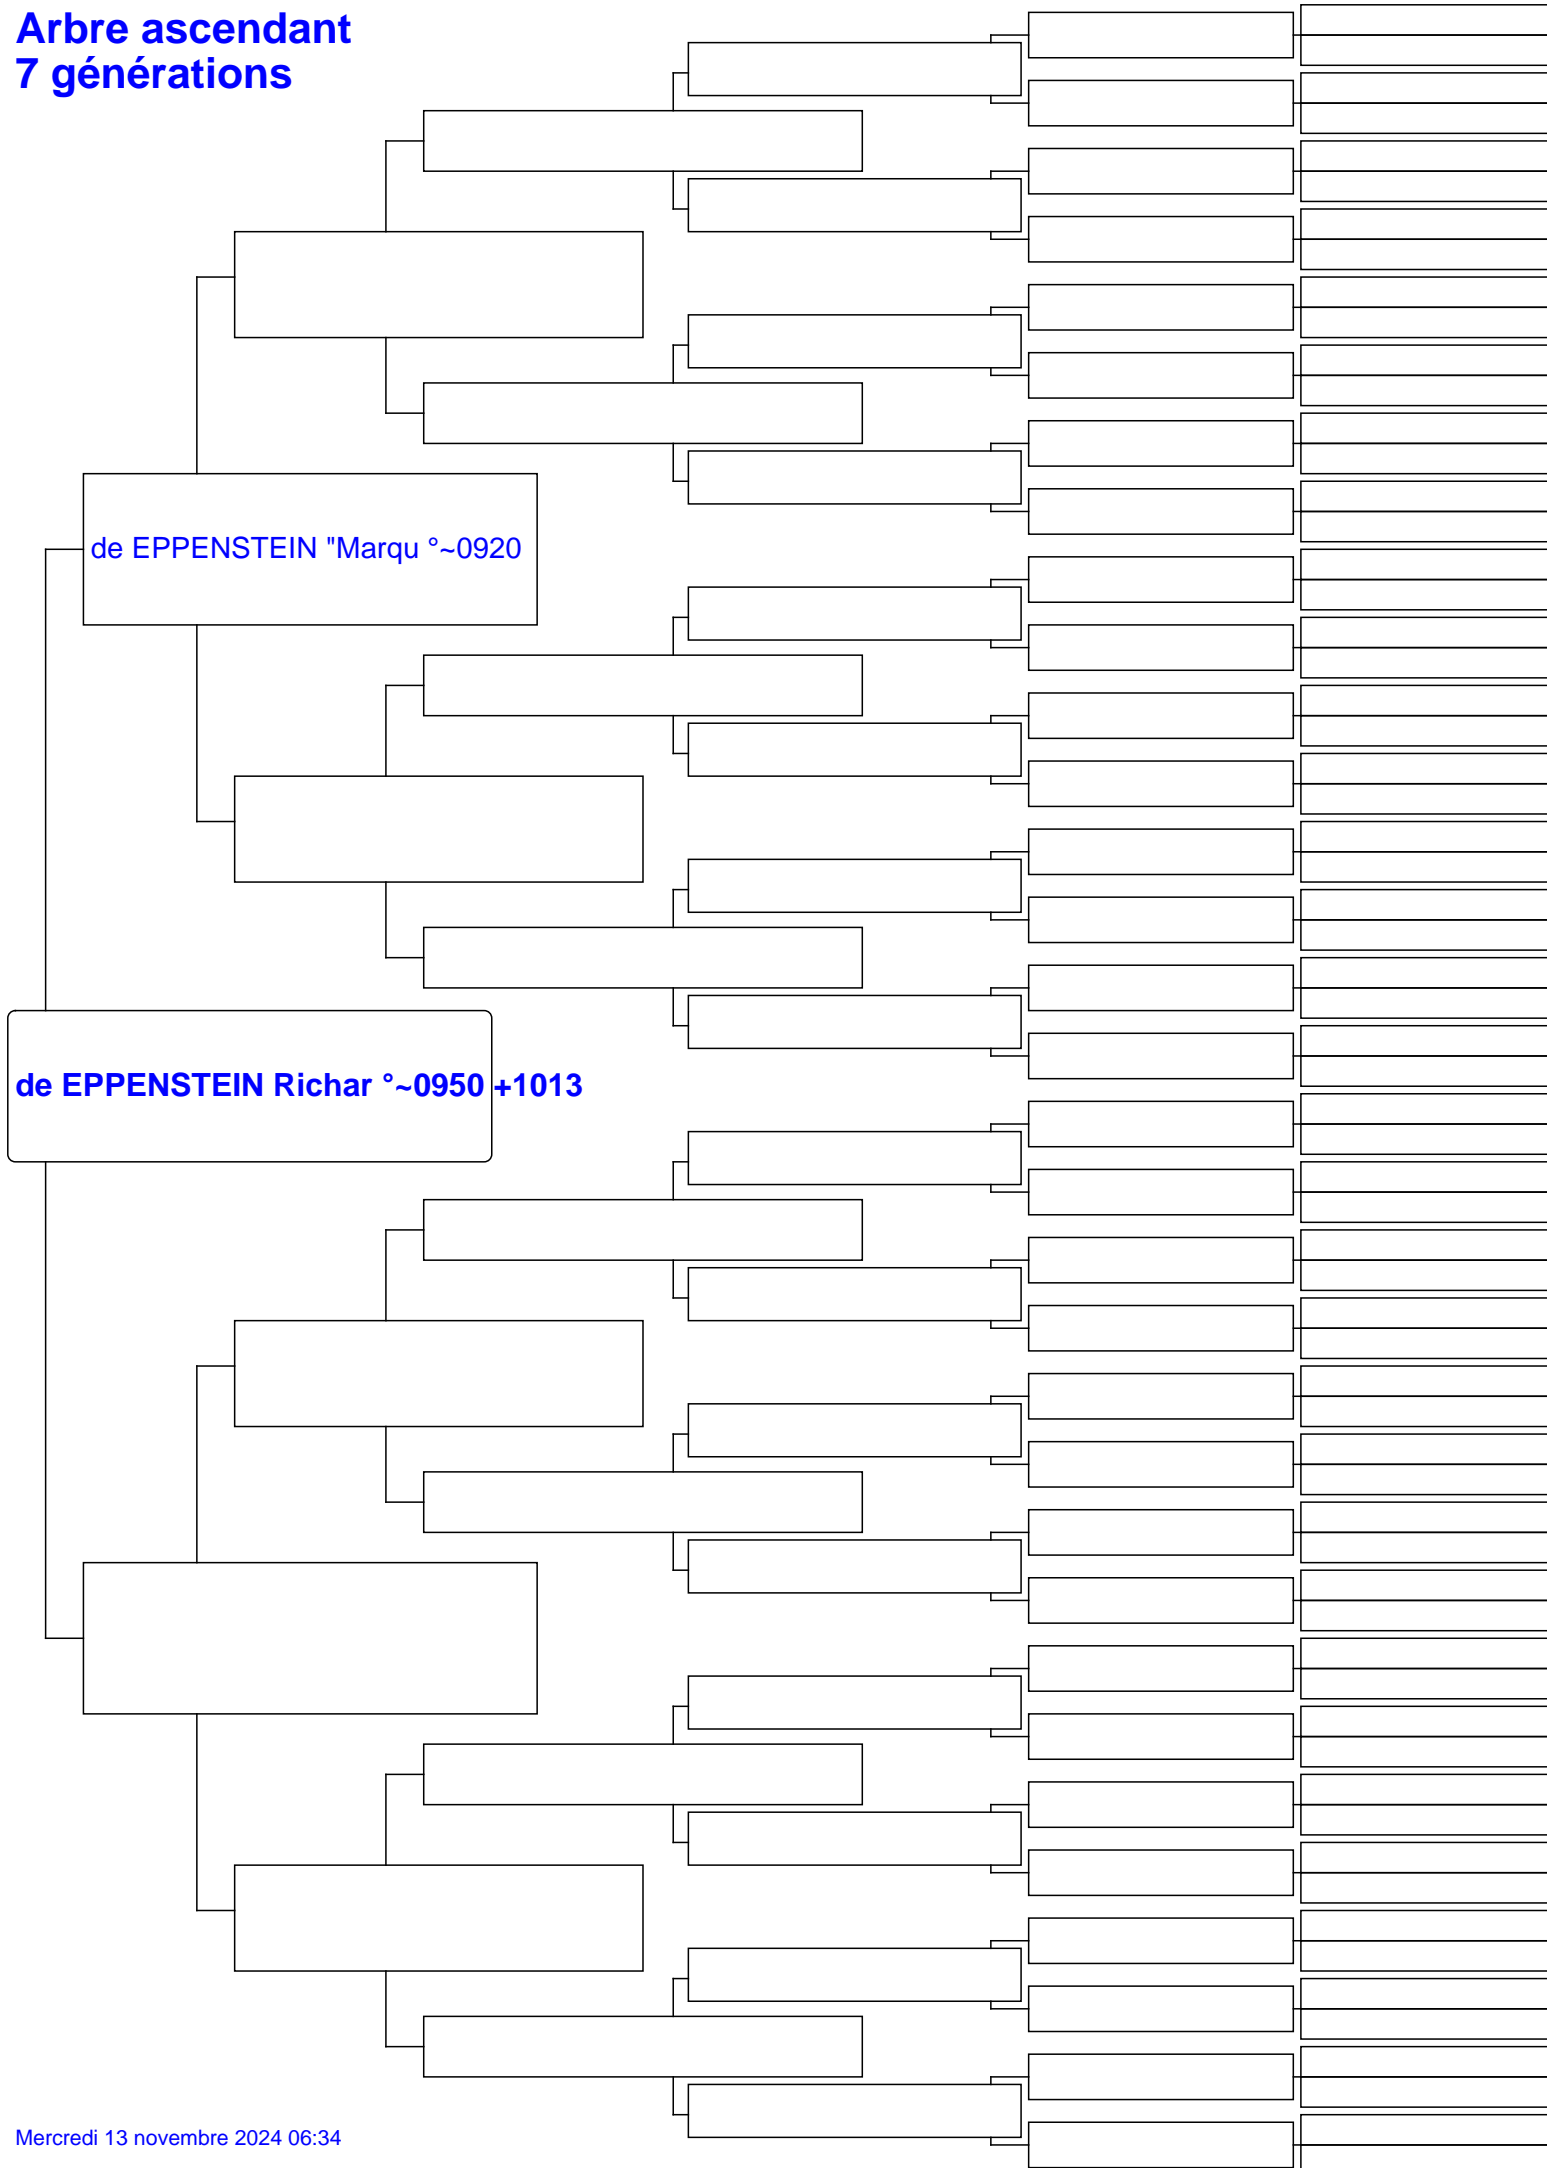 Arbre ascendant
7 générations
de EPPENSTEIN "Marqu °~0920
de EPPENSTEIN Richar °~0950 +1013
Mercredi 13 novembre 2024 06:34